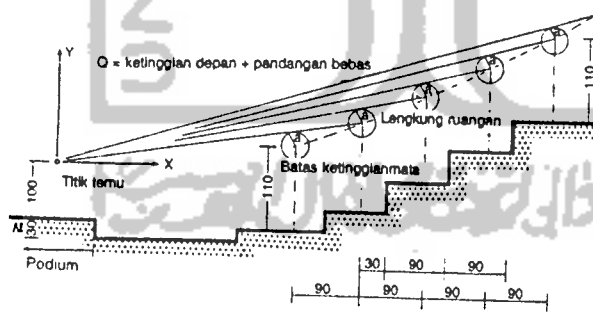 Y
Q = ketinggian depan + pandangan bebas
a
a
a
a
a
110
Lengkung ruangan
X
Batas ketinggianmata
Titik temu
100
110
30
Podium
30 90 90
90 90 90 90